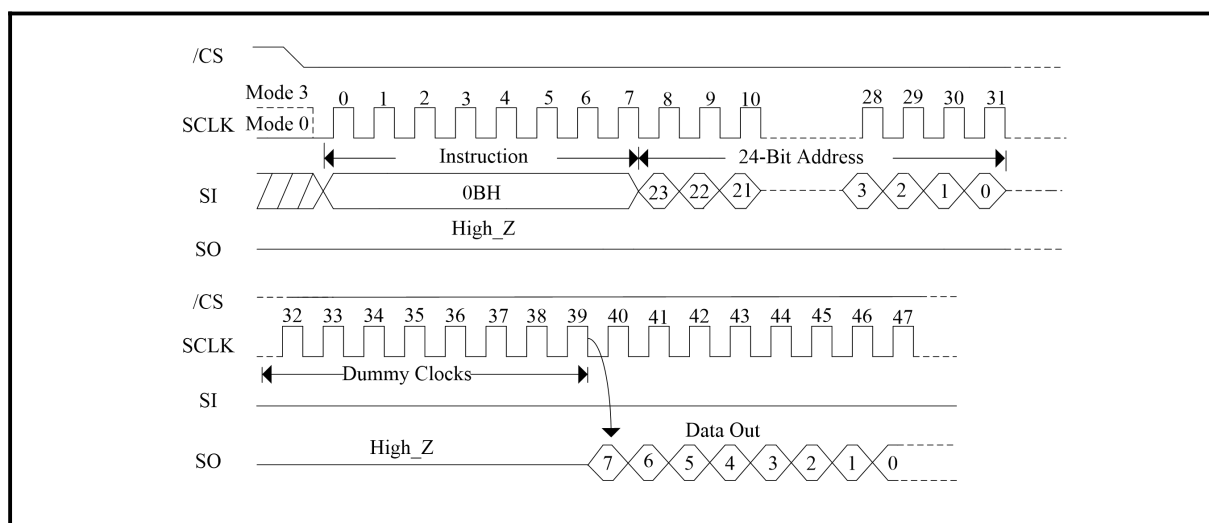 /CS
Mode 3
0 1 2 3 4 5 6 7 8 9 10 28 29 30 31
SCLK Mode 0
Instruction 24-Bit Address
SI 0BH 23 22 21 3 2 1 0
High_Z
SO
/CS
32 33 34 35 36 37 38 39 40 41 42 43 44 45 46 47
SCLK
Dummy Clocks
SI
High_Z Data Out
SO 7 6 5 4 3 2 1 0